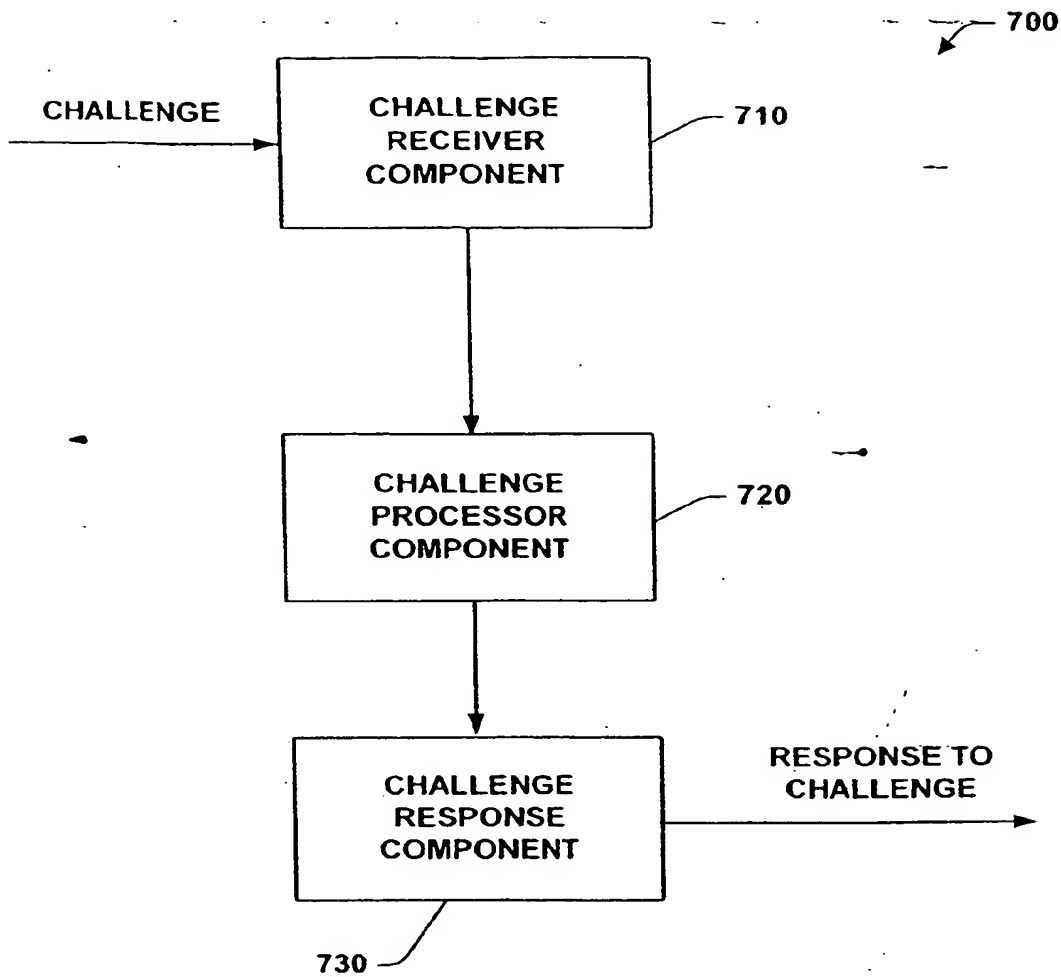 700
CHALLENGE
CHALLENGE
RECEIVER
COMPONENT
710
CHALLENGE
PROCESSOR
COMPONENT
720
CHALLENGE
RESPONSE
COMPONENT
RESPONSE TO
CHALLENGE
730